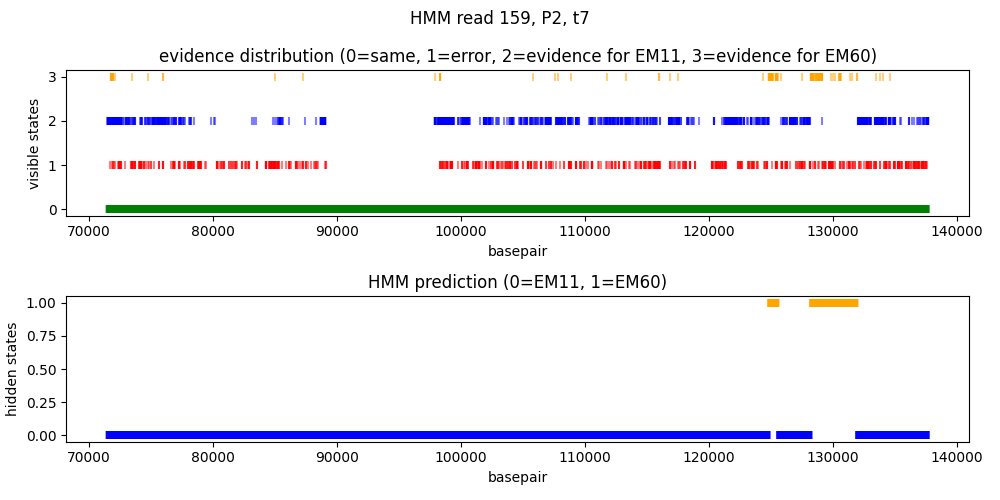 HMM read 159, P2, t7
evidence distribution (0=same, 1=error, 2=evidence for EM11, 3=evidence for EM60)
visible states
3
2
1
0
70000 80000 90000 100000 110000 120000 130000 140000
basepair
HMM prediction (0=EM11, 1=EM60)
hidden states
1.00
0.75
0.50
0.25
0.00
70000 80000 90000 100000 110000 120000 130000 140000
basepair